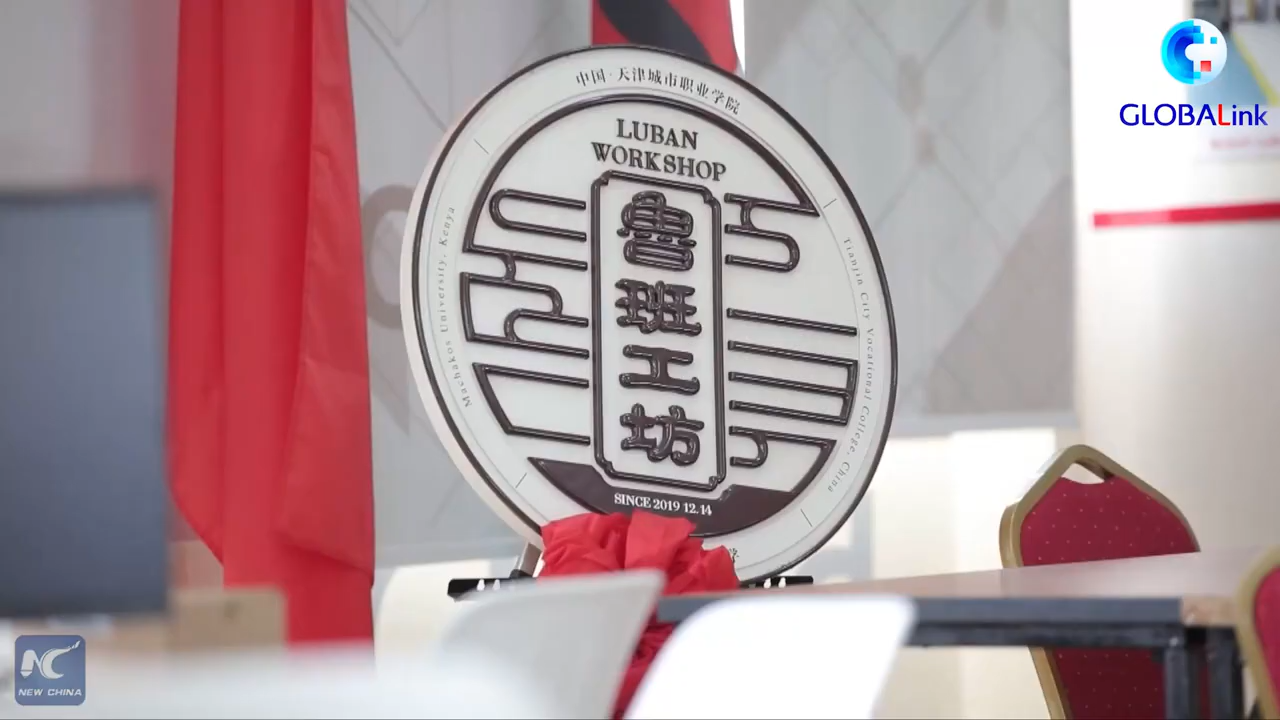 GLOBALink
中国·天津城市职业学院
LUBAN
WORKSHOP
鲁班工坊
Machakos University, Kenya
Tianjin City Vocational College, China
SINCE 2019 12.14
学
NEW CHINA